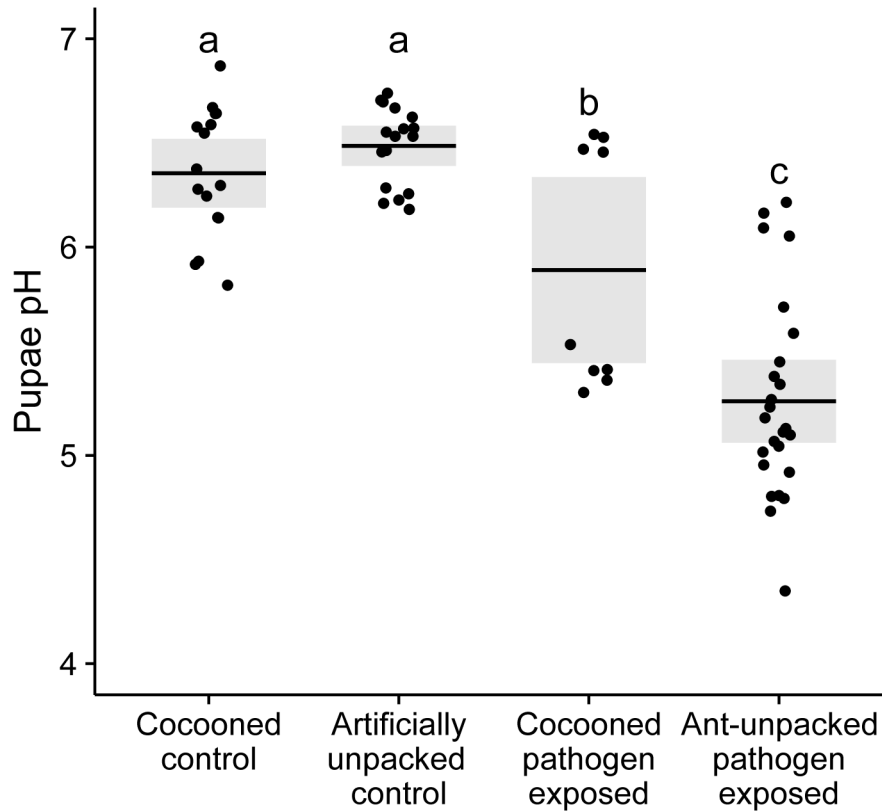 7
6
5
4
Pupae pH
a
a
b
c
Cocooned
control
Artificially
unpacked
control
Cocooned
pathogen
exposed
Ant-unpacked
pathogen
exposed